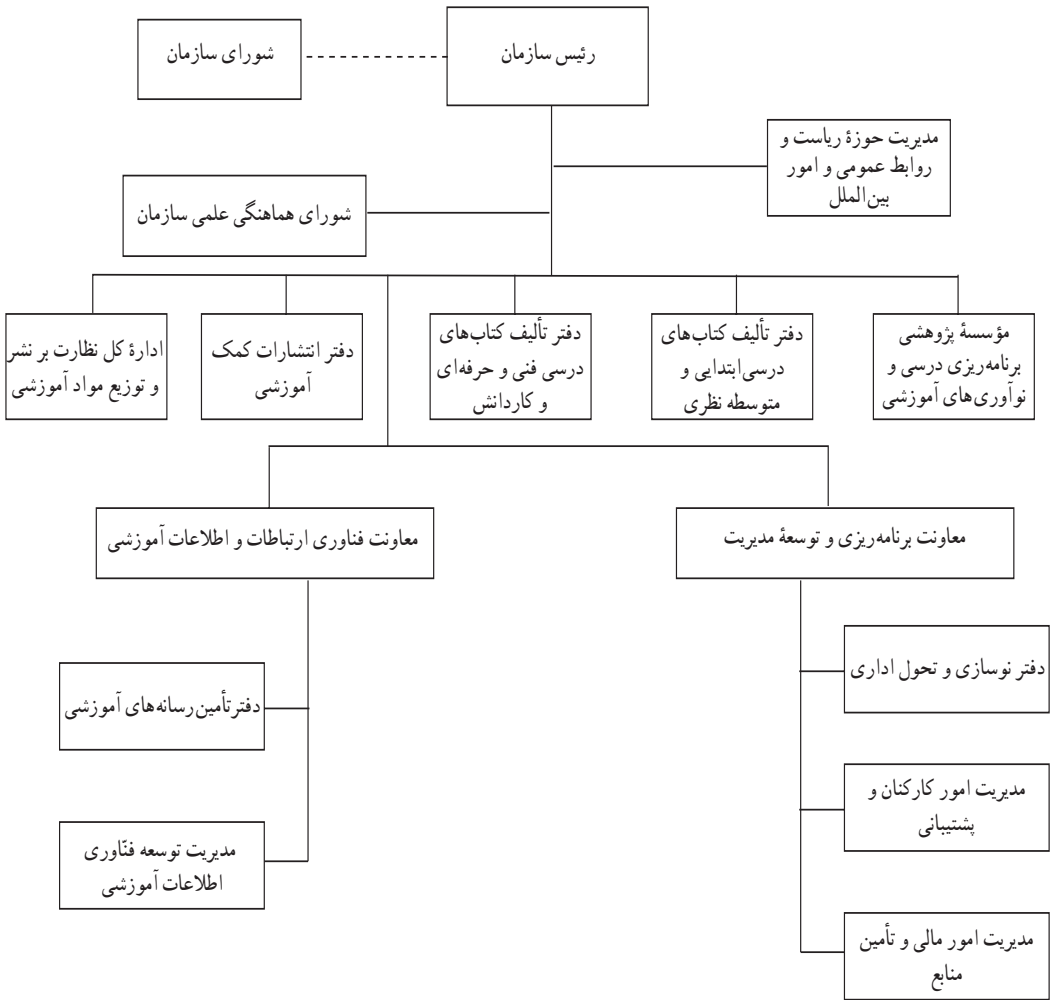 رئیس سازمان
شورای سازمان
مدیریت حوزهٔ ریاست و
روابط عمومی و امور
بین‌الملل
شورای هماهنگی علمی سازمان
مؤسسهٔ پژوهشی
برنامه‌ریزی درسی و
نوآوری‌های آموزشی
دفتر تألیف کتاب‌های
درسی ابتدایی و
متوسطه نظری
دفتر تألیف کتاب‌های
درسی فنی و حرفه‌ای
و کاردانش
دفتر انتشارات کمک
آموزشی
ادارهٔ کل نظارت بر نشر
و توزیع مواد آموزشی
معاونت برنامه‌ریزی و توسعهٔ مدیریت
معاونت فناوری ارتباطات و اطلاعات آموزشی
دفتر نوسازی و تحول اداری
مدیریت امور کارکنان و
پشتیبانی
مدیریت امور مالی و تأمین
منابع
دفتر تأمین رسانه‌های آموزشی
مدیریت توسعه فنّاوری
اطلاعات آموزشی